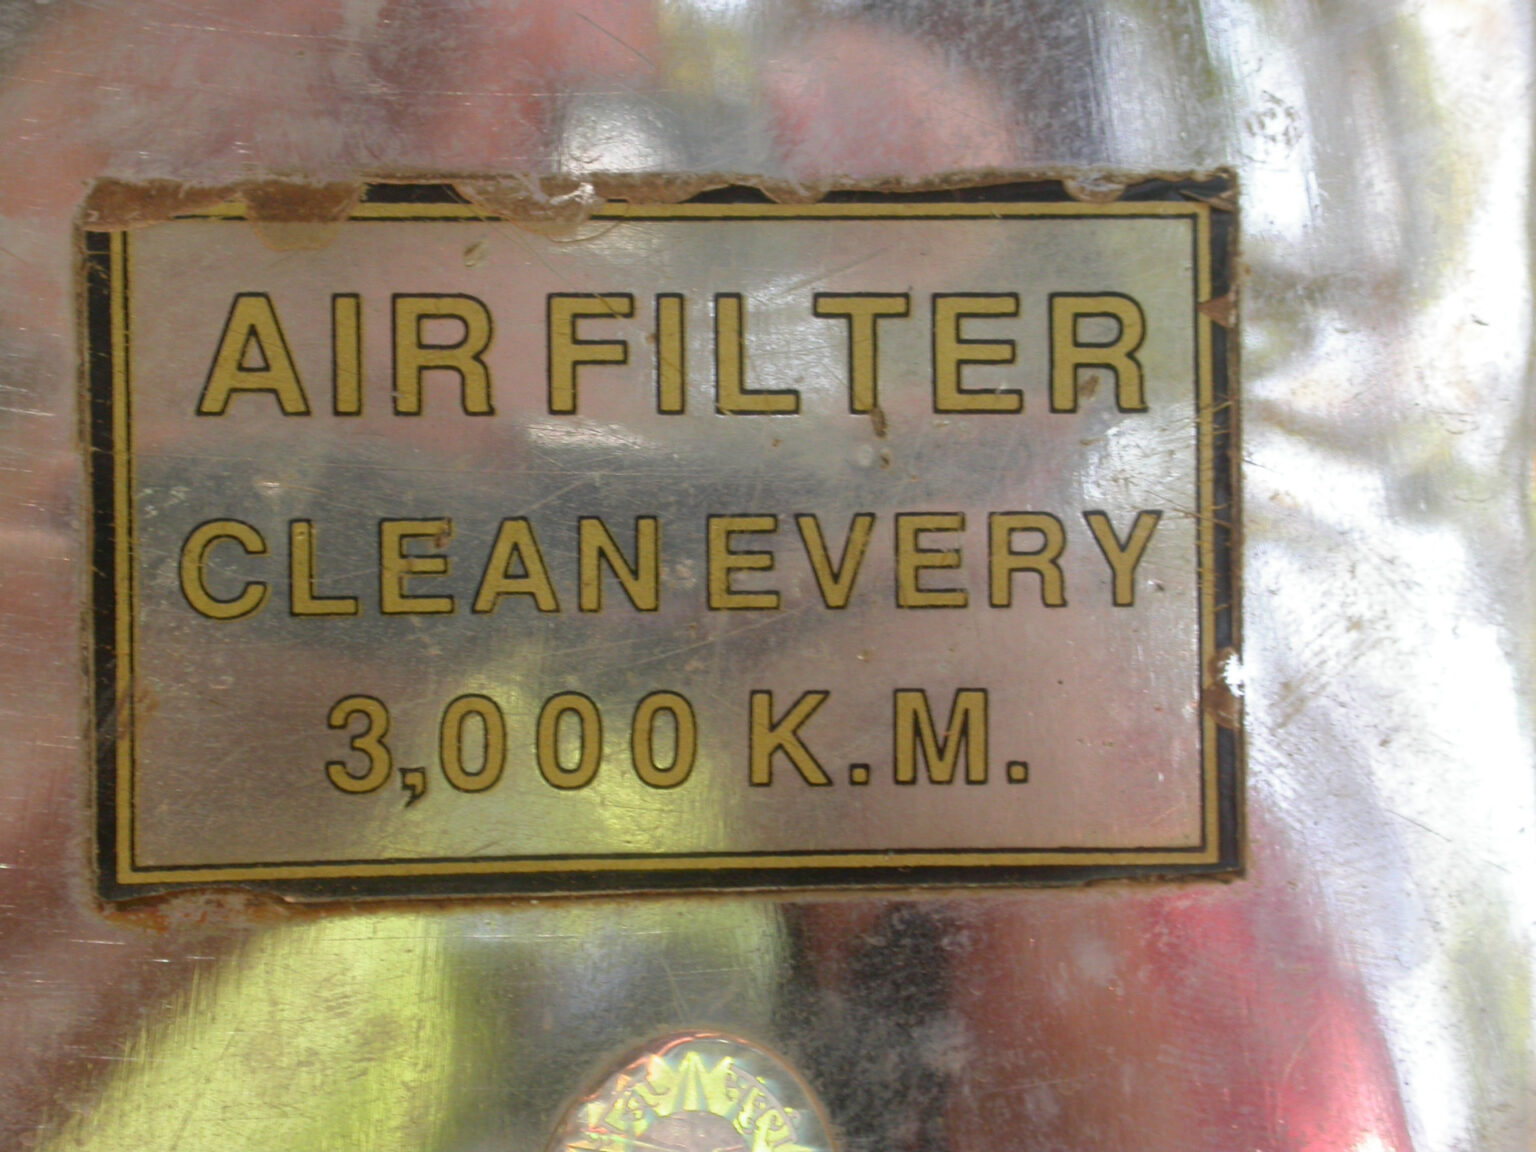 AIR FILTER
CLEAN EVERY
3,000 K.M.